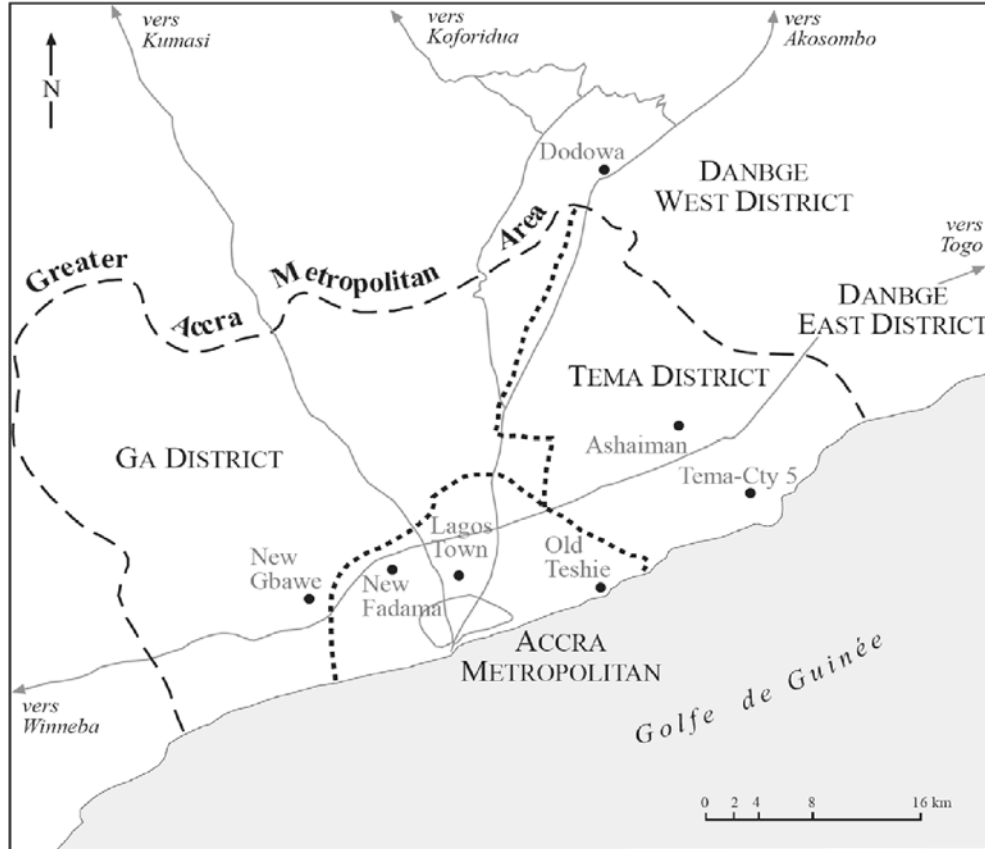 vers
Kumasi
vers
Koforidua
vers
Akosombo
N
Dodowa
DANBGE
WEST DISTRICT
vers
Togo
Greater Accra Metropolitan Area
DANBGE
EAST DISTRICT
TEMA DISTRICT
Ashaiman
GA DISTRICT
Tema-Cty 5
Lagos
Town
Old
Teshie
New
Gbawe
New
Fadama
ACCRA
METROPOLITAN
vers
Winneba
Golfe de Guinée
0 2 4 8 16 km